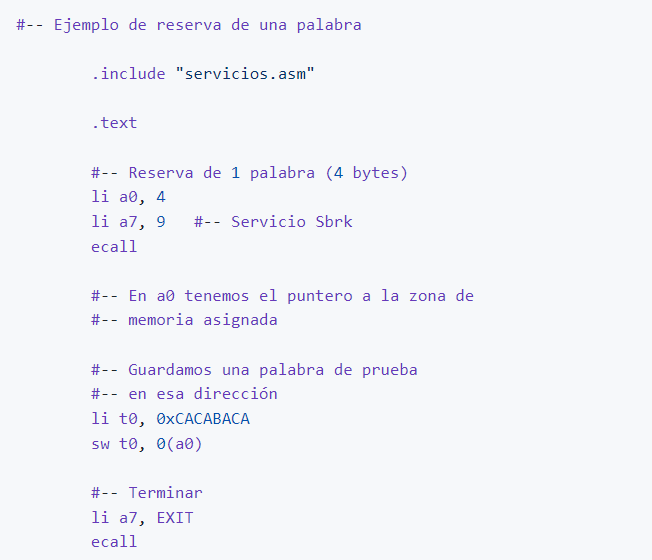 #-- Ejemplo de reserva de una palabra
.include "servicios.asm"
.text
#-- Reserva de 1 palabra (4 bytes)
li a0, 4
li a7, 9   #-- Servicio Sbrk
ecall
#-- En a0 tenemos el puntero a la zona de
#-- memoria asignada
#-- Guardamos una palabra de prueba
#-- en esa dirección
li t0, 0xCACABACA
sw t0, 0(a0)
#-- Terminar
li a7, EXIT
ecall